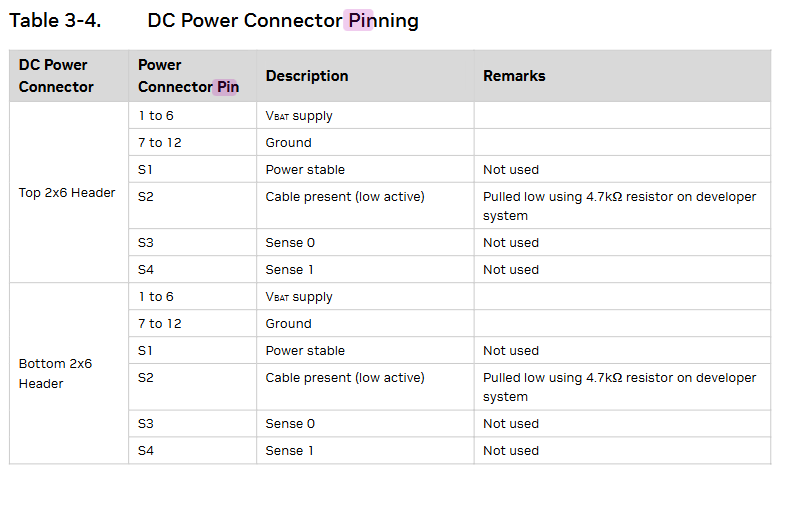 Table 3-4. DC Power Connector Pinning
DC Power Connector | Power Connector Pin | Description | Remarks
Top 2x6 Header | 1 to 6 | VBAT supply |
7 to 12 | Ground |
S1 | Power stable | Not used
S2 | Cable present (low active) | Pulled low using 4.7kΩ resistor on developer system
S3 | Sense 0 | Not used
S4 | Sense 1 | Not used
Bottom 2x6 Header | 1 to 6 | VBAT supply |
7 to 12 | Ground |
S1 | Power stable | Not used
S2 | Cable present (low active) | Pulled low using 4.7kΩ resistor on developer system
S3 | Sense 0 | Not used
S4 | Sense 1 | Not used